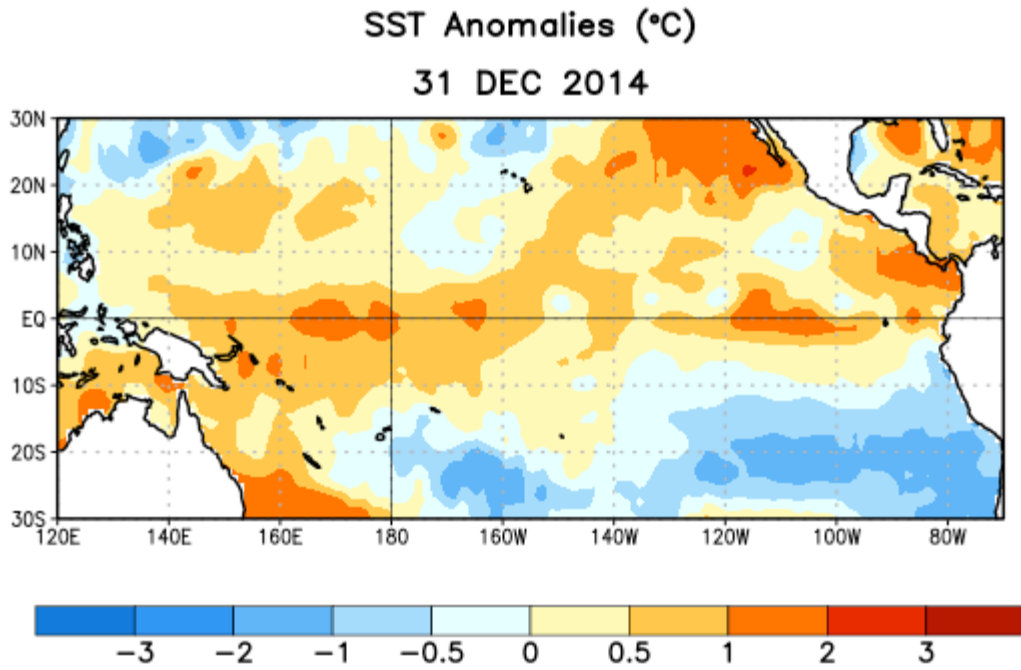 SST Anomalies (°C)
31 DEC 2014
30N
20N
10N
EQ
10S
20S
30S
120E 140E 160E 180 160W 140W 120W 100W 80W
-3 -2 -1 -0.5 0 0.5 1 2 3